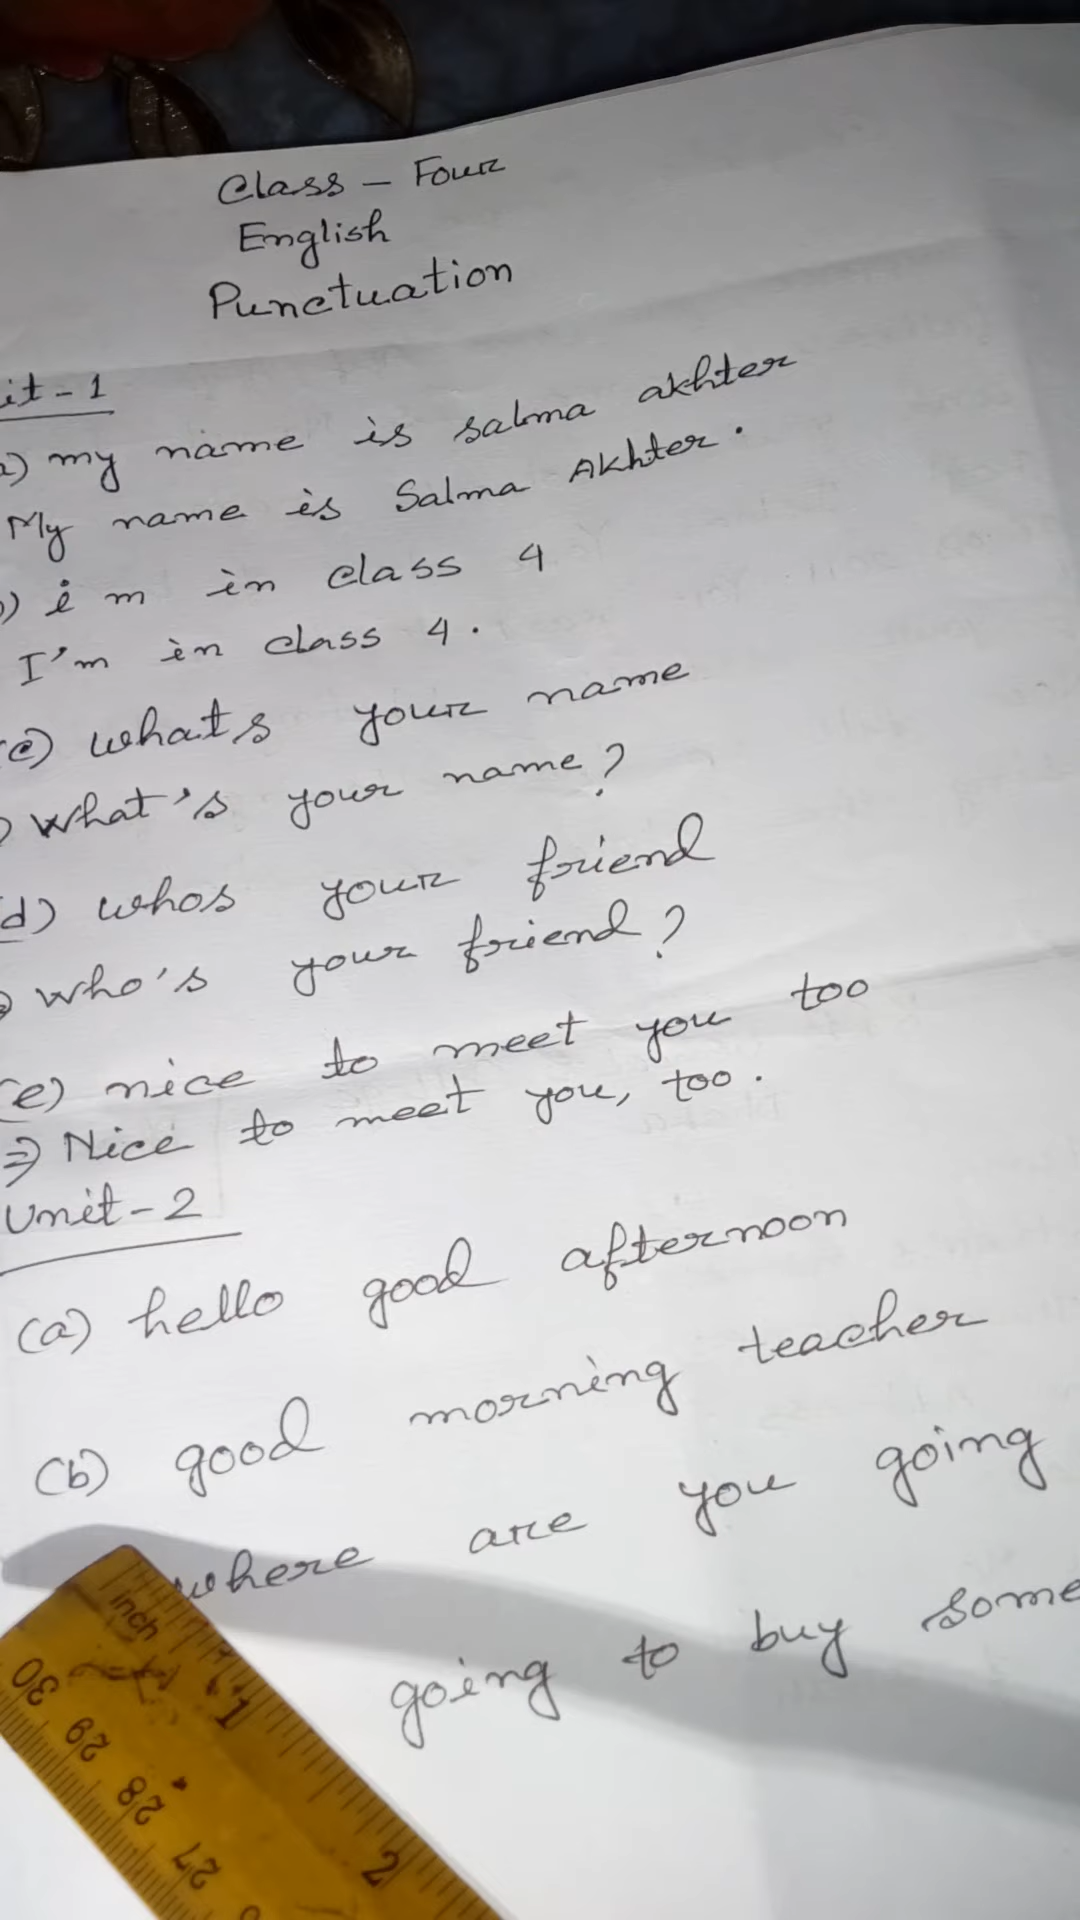 Class - Four
English
Punctuation
it - 1
a) my name is salma akhter
My name is Salma Akhter.
b) i m in class 4
I'm in class 4.
(c) whats your name
What's your name?
(d) whos your friend
Who's your friend?
(e) nice to meet you too
⇒ Nice to meet you, too.
Unit - 2
(a) hello good afternoon
(b) good morning teacher
where are you going
going to buy some
inch
1
2
30 29 28 27